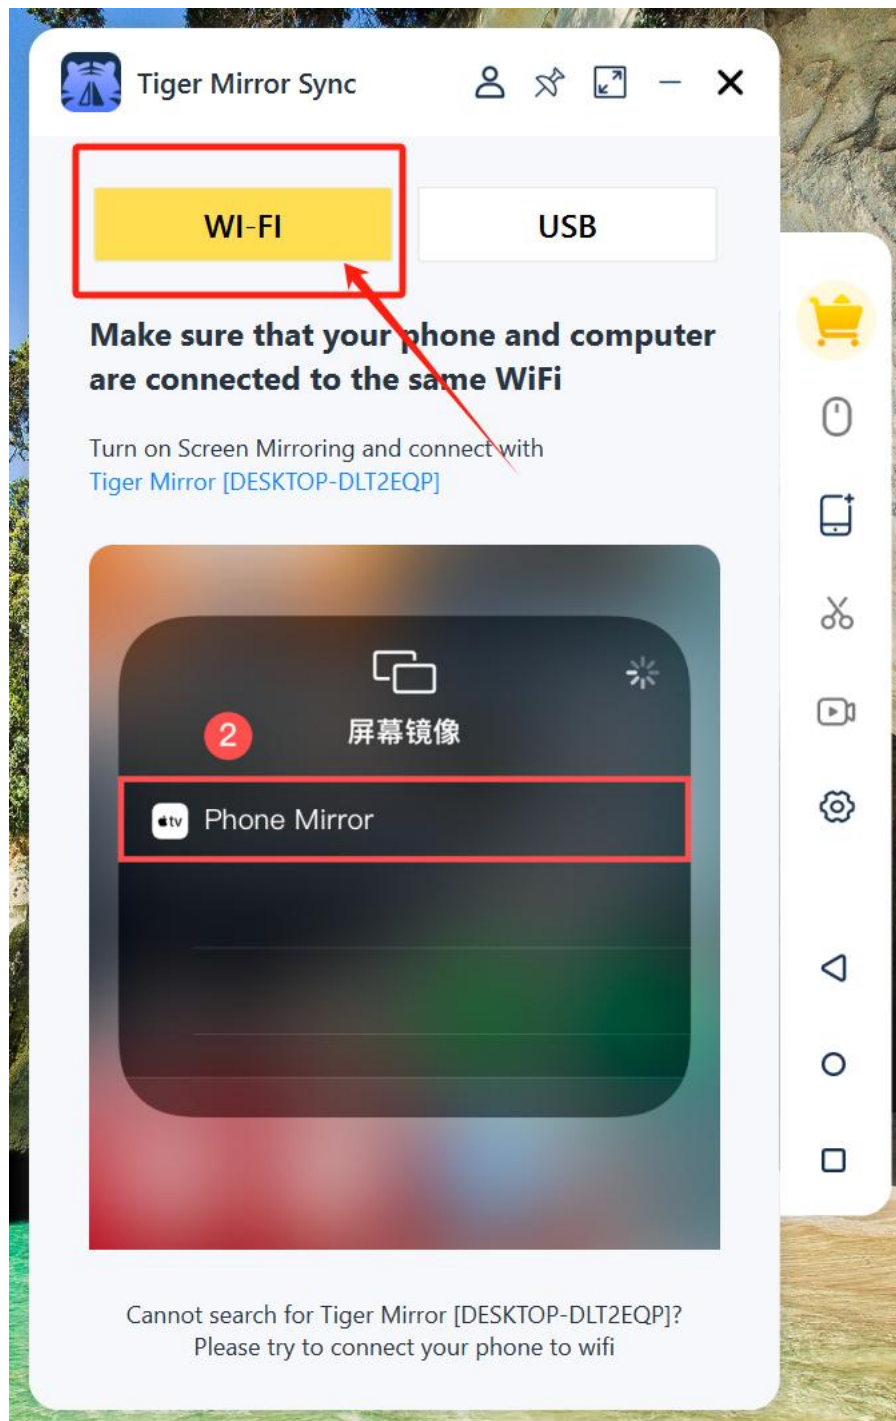 Tiger Mirror Sync
WI-FI
USB
Make sure that your phone and computer
are connected to the same WiFi
Turn on Screen Mirroring and connect with
Tiger Mirror [DESKTOP-DLT2EQP]
2
屏幕镜像
tv Phone Mirror
Cannot search for Tiger Mirror [DESKTOP-DLT2EQP]?
Please try to connect your phone to wifi